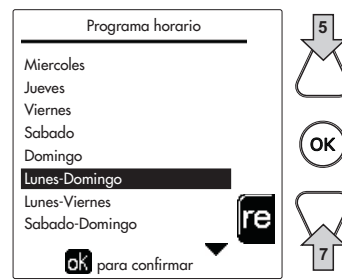 Programa horario
Miercoles
Jueves
Viernes
Sabado
Domingo
Lunes-Domingo
Lunes-Viernes
Sabado-Domingo
re
ok para confirmar
5
OK
7